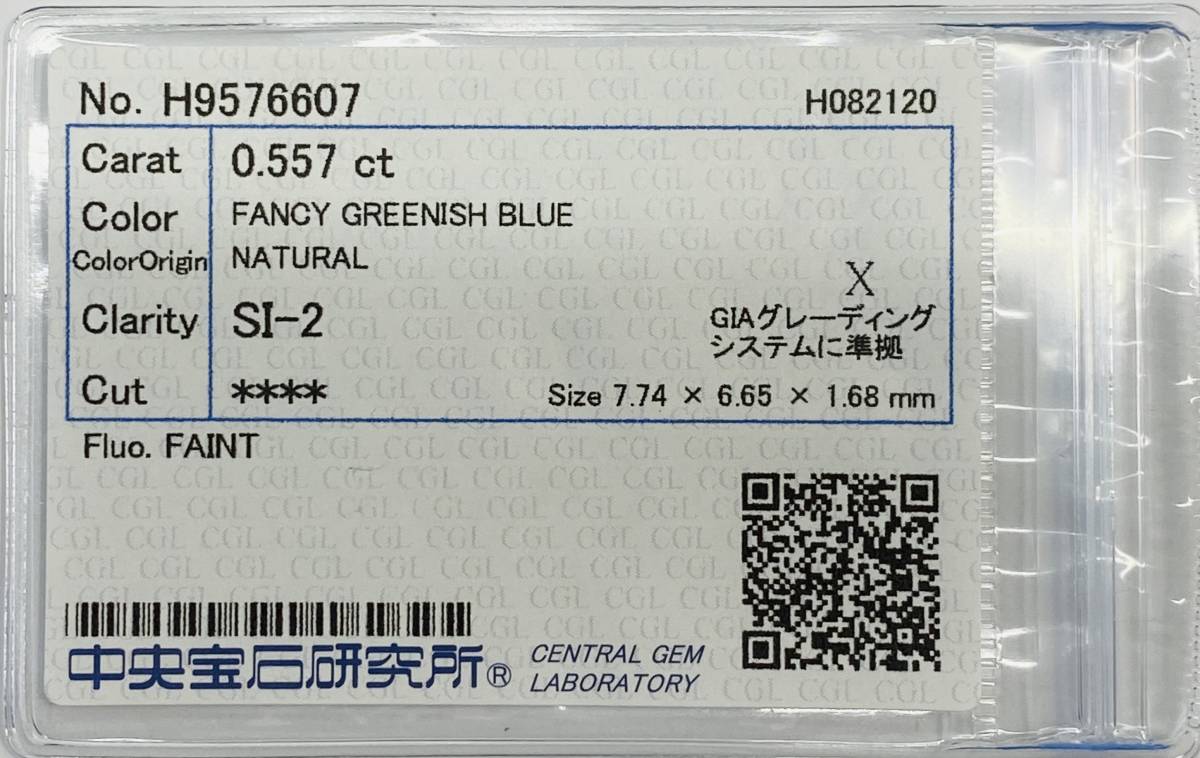 No. H9576607 H082120
Carat 0.557 ct
Color FANCY GREENISH BLUE
ColorOrigin NATURAL
X
Clarity SI-2
GIAグレーディング
システムに準拠
Cut **** Size 7.74 × 6.65 × 1.68 mm
Fluo. FAINT
中央宝石研究所® CENTRAL GEM
LABORATORY